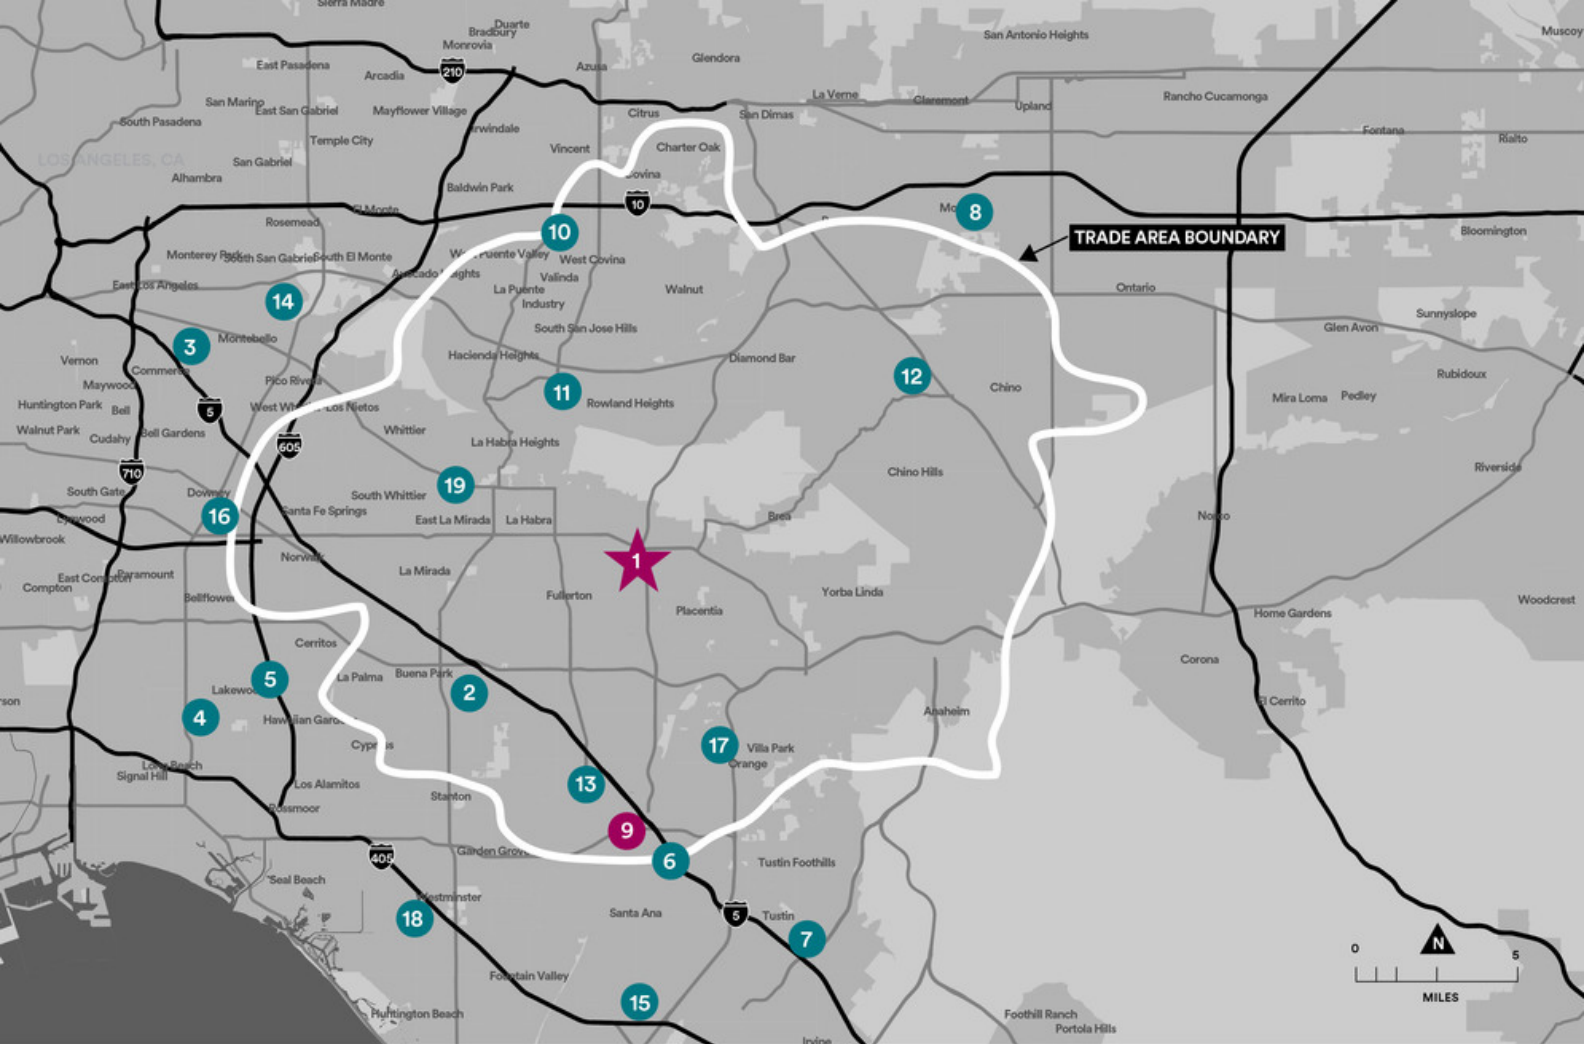 Sierra Madre
Duarte
Bradbury
Monrovia
San Antonio Heights
Muscoy
Glendora
East Pasadena
Arcadia
210
Azusa
La Verne
Claremont
Upland
Rancho Cucamonga
San Marino
East San Gabriel
Mayflower Village
Citrus
San Dimas
South Pasadena
Irwindale
Fontana
Rialto
Temple City
LOS ANGELES, CA
San Gabriel
Vincent
Charter Oak
Alhambra
Baldwin Park
Covina
El Monte
10
8
Rosemead
10
TRADE AREA BOUNDARY
Bloomington
Monterey Park
South San Gabriel
South El Monte
West Puente Valley
West Covina
Avocado Heights
Valinda
East Los Angeles
La Puente
Walnut
Ontario
14
Industry
Sunnyslope
South San Jose Hills
Glen Avon
3
Montebello
Hacienda Heights
Diamond Bar
Vernon
Commerce
12
Rubidoux
Maywood
Pico Rivera
11
Chino
Mira Loma
Pedley
Huntington Park
Bell
5
West Whittier-Los Nietos
Rowland Heights
Walnut Park
Cudahy
Bell Gardens
605
Whittier
La Habra Heights
710
Chino Hills
Riverside
South Gate
Downey
South Whittier
19
Lynwood
16
Santa Fe Springs
East La Mirada
La Habra
Brea
Norco
Willowbrook
Norwalk
1
East Compton
Paramount
La Mirada
Compton
Bellflower
Fullerton
Placentia
Yorba Linda
Woodcrest
Home Gardens
Cerritos
Corona
5
La Palma
Buena Park
2
Lakewood
El Cerrito
4
Hawaiian Gardens
Anaheim
Cypress
17
Villa Park
Orange
Long Beach
Signal Hill
Los Alamitos
13
Stanton
Rossmoor
9
405
Garden Grove
6
Tustin Foothills
Seal Beach
Westminster
18
Santa Ana
5
Tustin
7
N
0
5
Fountain Valley
MILES
15
Huntington Beach
Foothill Ranch
Portola Hills
Irvine